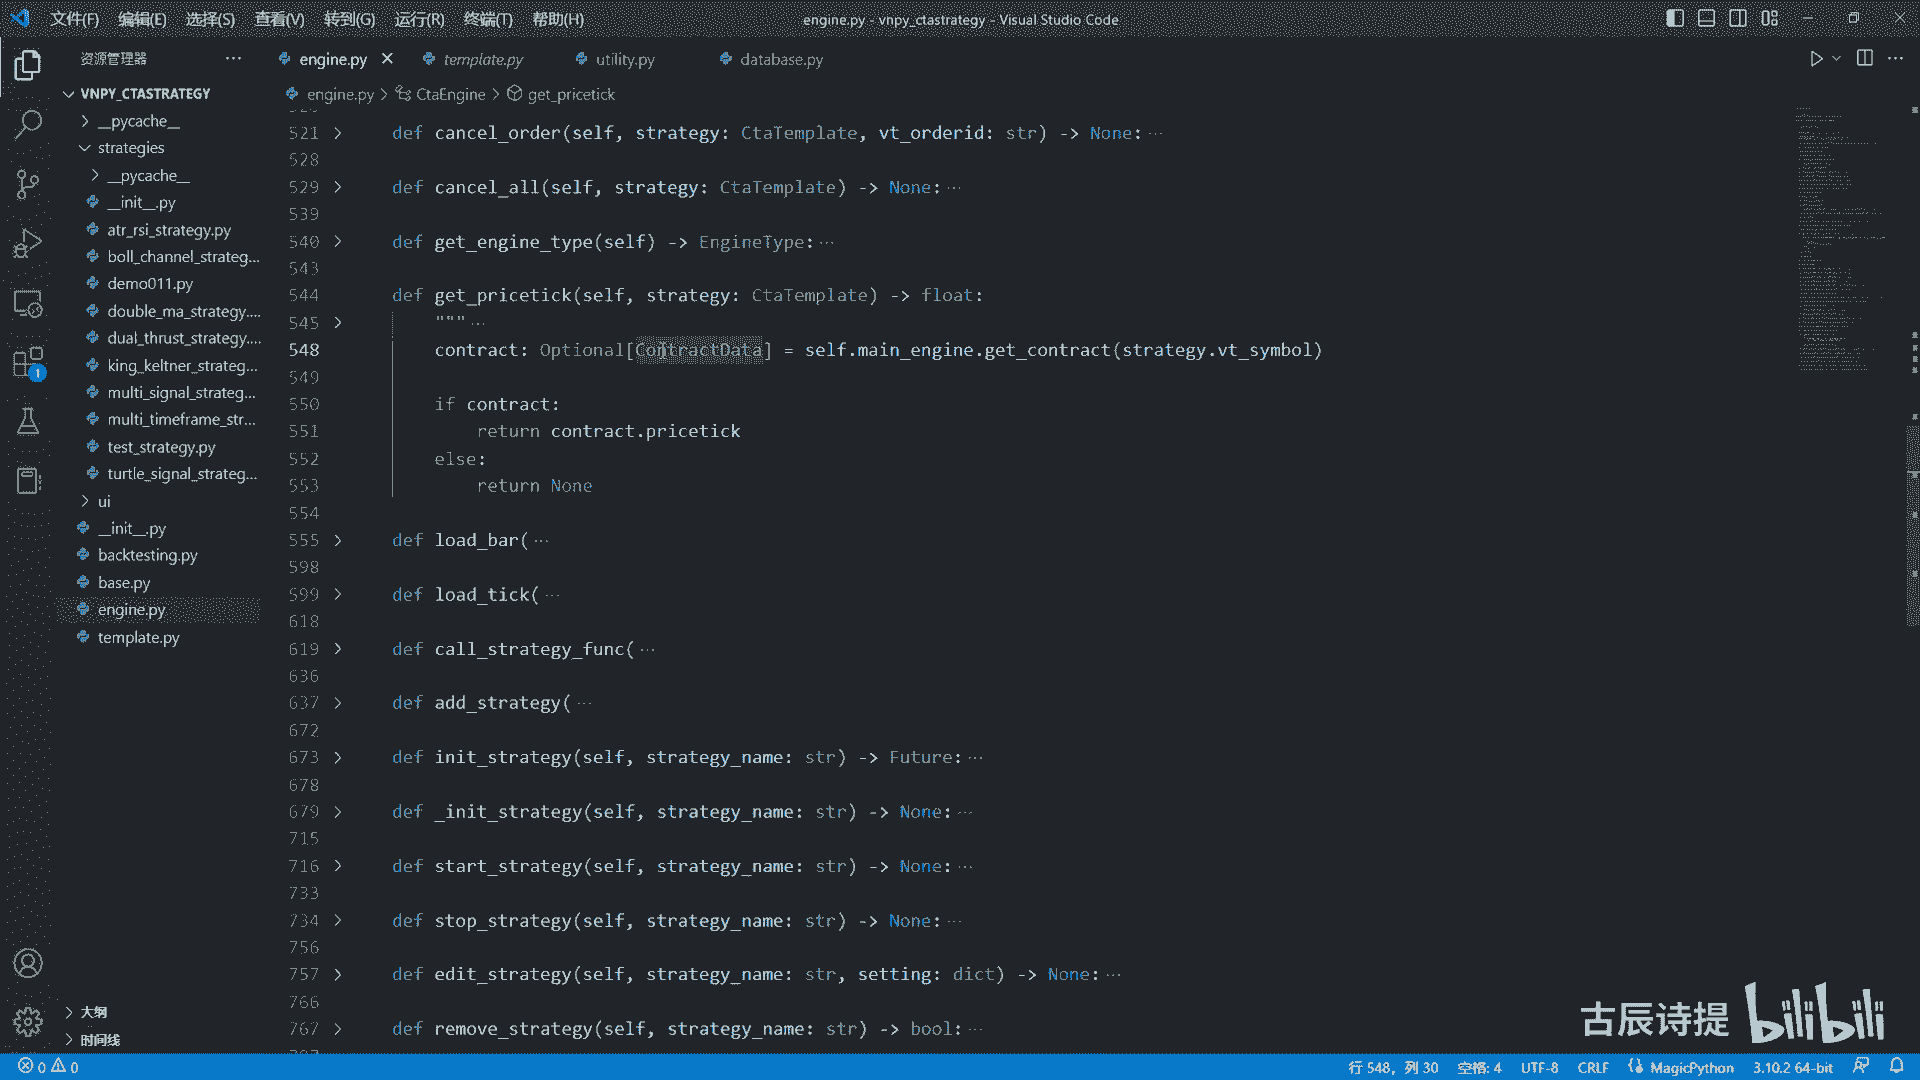 文件(F) 编辑(E) 选择(S) 查看(V) 转到(G) 运行(R) 终端(T) 帮助(H) engine.py - vnpy_ctastrategy - Visual Studio Code
资源管理器 ···
engine.py template.py utility.py database.py
VNPY_CTASTRATEGY
engine.py > CtaEngine > get_pricetick
__pycache__
strategies
__pycache__
__init__.py
atr_rsi_strategy.py
boll_channel_strateg...
demo011.py
double_ma_strategy....
dual_thrust_strategy....
king_keltner_strateg...
multi_signal_strateg...
multi_timeframe_str...
test_strategy.py
turtle_signal_strateg...
ui
__init__.py
backtesting.py
base.py
engine.py
template.py
大纲
时间线
1
521 def cancel_order(self, strategy: CtaTemplate, vt_orderid: str) -> None:···
528
529 def cancel_all(self, strategy: CtaTemplate) -> None:···
539
540 def get_engine_type(self) -> EngineType:···
543
544 def get_pricetick(self, strategy: CtaTemplate) -> float:
545 """···
548 contract: Optional[ContractData] = self.main_engine.get_contract(strategy.vt_symbol)
549
550 if contract:
551 return contract.pricetick
552 else:
553 return None
554
555 def load_bar(···
598
599 def load_tick(···
618
619 def call_strategy_func(···
636
637 def add_strategy(···
672
673 def init_strategy(self, strategy_name: str) -> Future:···
678
679 def _init_strategy(self, strategy_name: str) -> None:···
715
716 def start_strategy(self, strategy_name: str) -> None:···
733
734 def stop_strategy(self, strategy_name: str) -> None:···
756
757 def edit_strategy(self, strategy_name: str, setting: dict) -> None:···
766
767 def remove_strategy(self, strategy_name: str) -> bool:···
古辰诗提 bilibili
0 0 行 548，列 30 空格: 4 UTF-8 CRLF MagicPython 3.10.2 64-bit